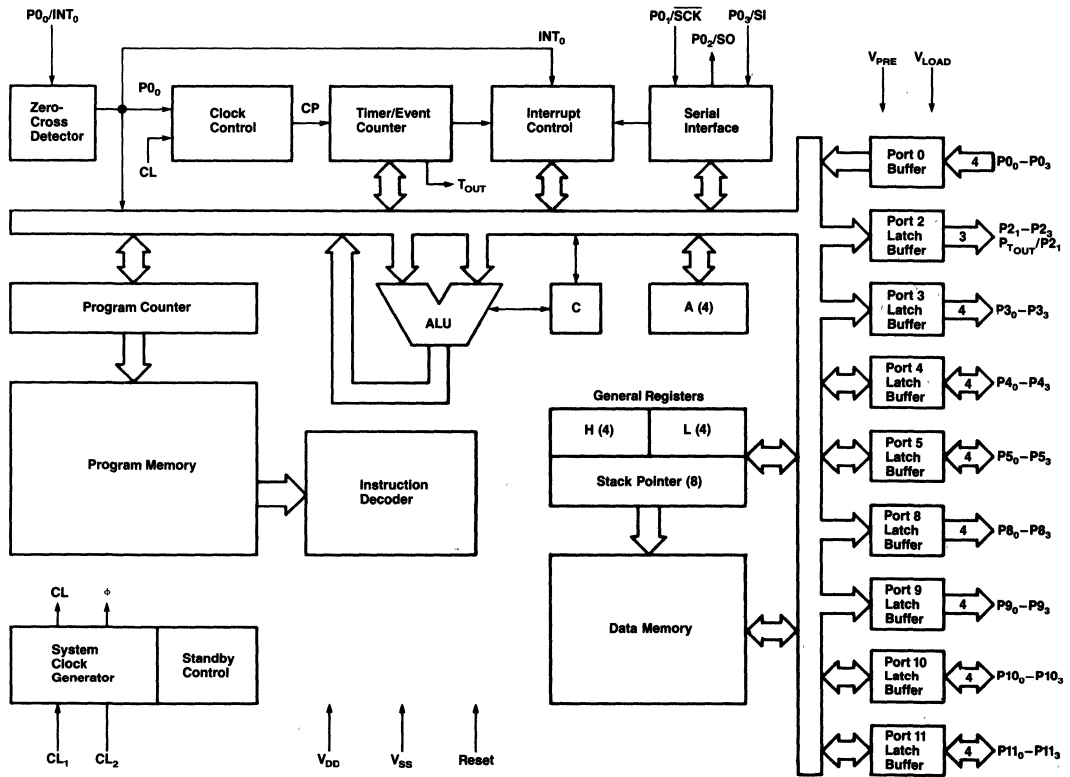 P0₀/INT₀
P0₁/SCK
P0₃/SI
P0₂/SO
INT₀
V_PRE
V_LOAD
Zero-
Cross
Detector
P0₀
CL
Clock
Control
CP
Timer/Event
Counter
T_OUT
Interrupt
Control
Serial
Interface
Port 0
Buffer
4
P0₀–P0₃
Port 2
Latch
Buffer
3
P2₁–P2₃
P_TOUT/P2₁
Program Counter
ALU
C
A (4)
Port 3
Latch
Buffer
4
P3₀–P3₃
Port 4
Latch
Buffer
4
P4₀–P4₃
Program Memory
Instruction
Decoder
General Registers
H (4)
L (4)
Stack Pointer (8)
Port 5
Latch
Buffer
4
P5₀–P5₃
Port 8
Latch
Buffer
4
P8₀–P8₃
Data Memory
Port 9
Latch
Buffer
4
P9₀–P9₃
CL
ϕ
System
Clock
Generator
Standby
Control
Port 10
Latch
Buffer
4
P10₀–P10₃
CL₁
CL₂
V_DD
V_SS
Reset
Port 11
Latch
Buffer
4
P11₀–P11₃